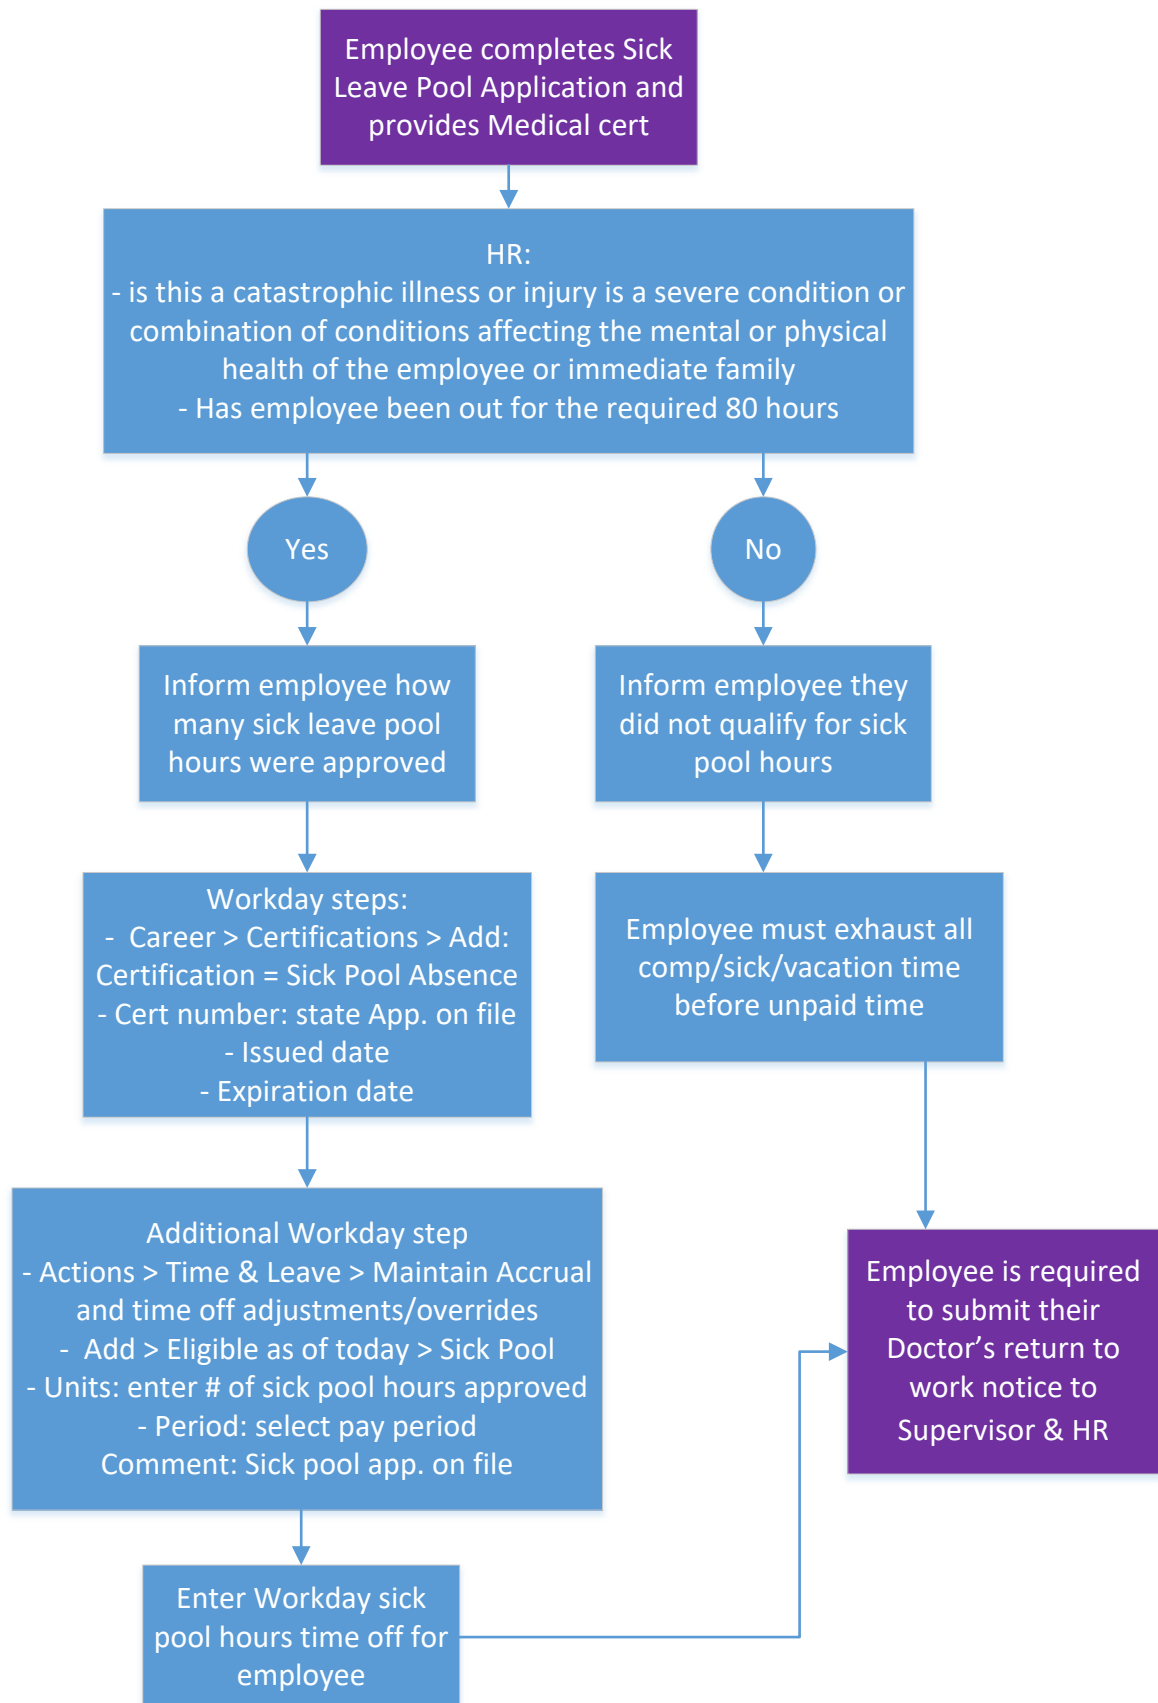 Employee completes Sick
Leave Pool Application and
provides Medical cert
HR:
- is this a catastrophic illness or injury is a severe condition or
combination of conditions affecting the mental or physical
health of the employee or immediate family
- Has employee been out for the required 80 hours
Yes
No
Inform employee how
many sick leave pool
hours were approved
Inform employee they
did not qualify for sick
pool hours
Workday steps:
- Career > Certifications > Add:
Certification = Sick Pool Absence
- Cert number: state App. on file
- Issued date
- Expiration date
Employee must exhaust all
comp/sick/vacation time
before unpaid time
Additional Workday step
- Actions > Time & Leave > Maintain Accrual
and time off adjustments/overrides
- Add > Eligible as of today > Sick Pool
- Units: enter # of sick pool hours approved
- Period: select pay period
Comment: Sick pool app. on file
Employee is required
to submit their
Doctor’s return to
work notice to
Supervisor & HR
Enter Workday sick
pool hours time off for
employee